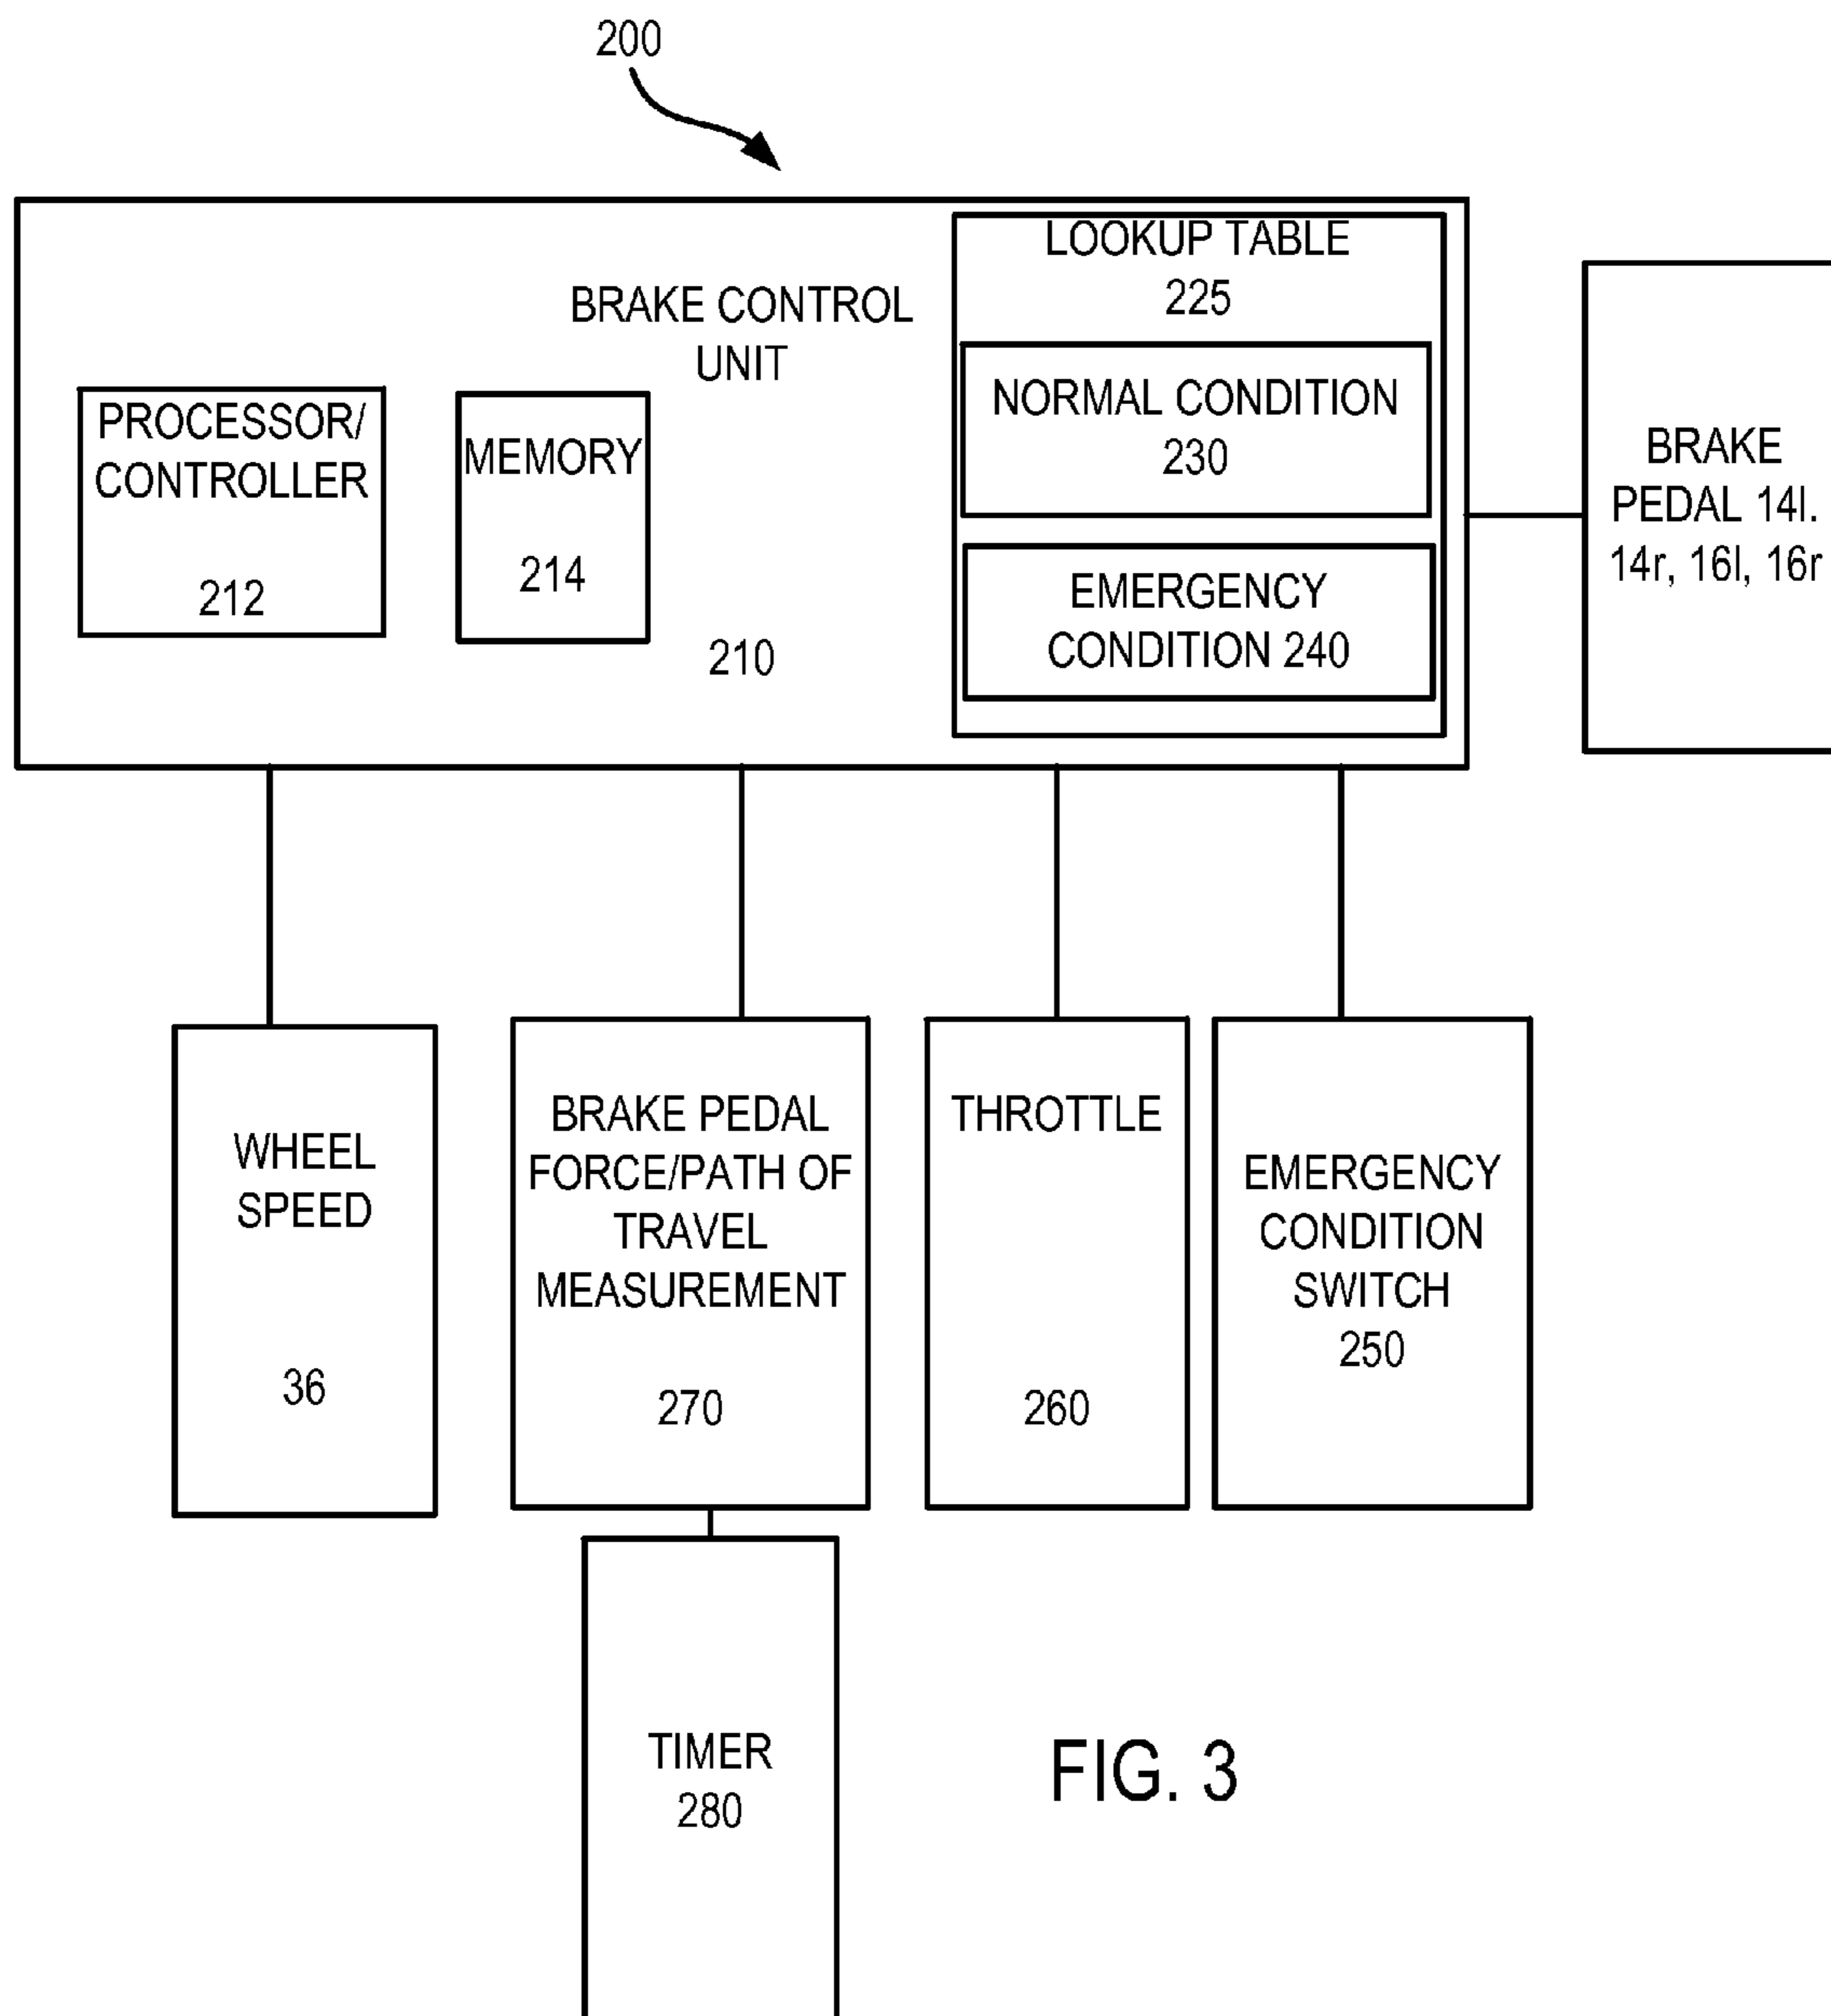 200
LOOKUP TABLE
225
BRAKE CONTROL
UNIT
NORMAL CONDITION
230
PROCESSOR/
CONTROLLER
212
MEMORY
214
210
EMERGENCY
CONDITION 240
BRAKE
PEDAL 14l.
14r, 16l, 16r
WHEEL
SPEED
36
BRAKE PEDAL
FORCE/PATH OF
TRAVEL
MEASUREMENT
270
THROTTLE
260
EMERGENCY
CONDITION
SWITCH
250
TIMER
280
FIG. 3